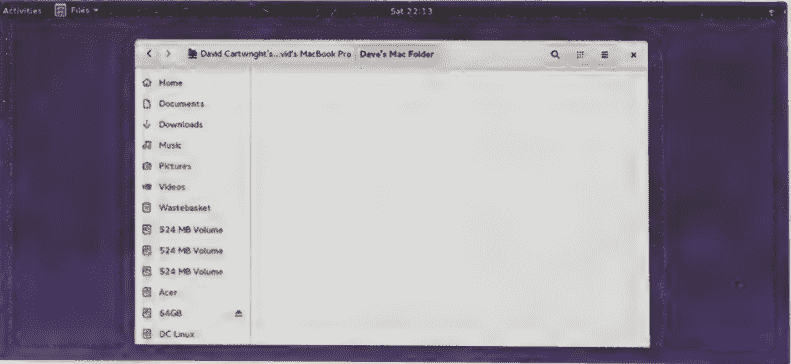 Activities Files Sat 22:13
David Cartwright's...vid's MacBook Pro Dave's Mac Folder
Home
Documents
Downloads
Music
Pictures
Videos
Wastebasket
524 MB Volume
524 MB Volume
524 MB Volume
Acer
64GB
DC Linux